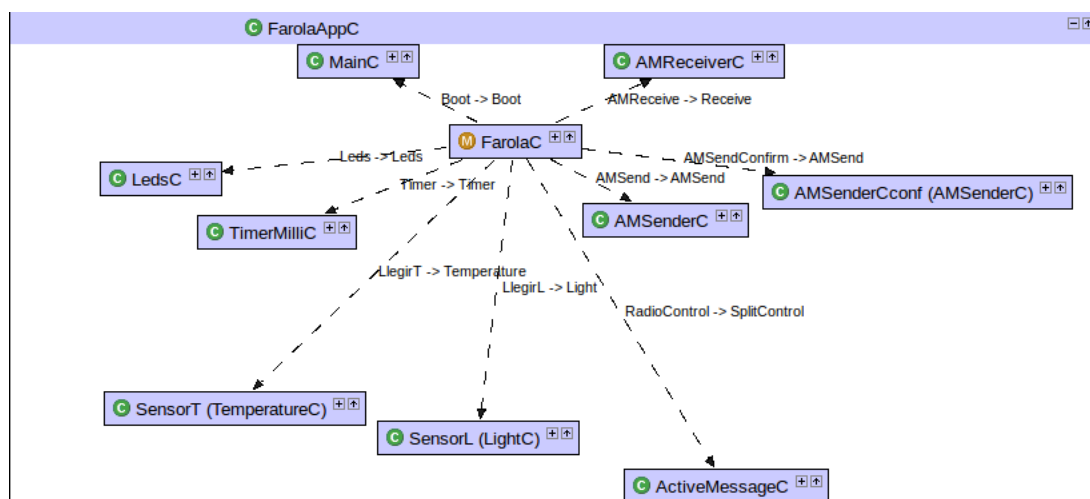 FarolaAppC
C MainC
C AMReceiverC
Boot -> Boot
AMReceive -> Receive
M FarolaC
Leds -> Leds
AMSendConfirm -> AMSend
C LedsC
Timer -> Timer
AMSend -> AMSend
C AMSenderCconf (AMSenderC)
C TimerMilliC
C AMSenderC
LlegirT -> Temperature
LlegirL -> Light
RadioControl -> SplitControl
C SensorT (TemperatureC)
C SensorL (LightC)
C ActiveMessageC